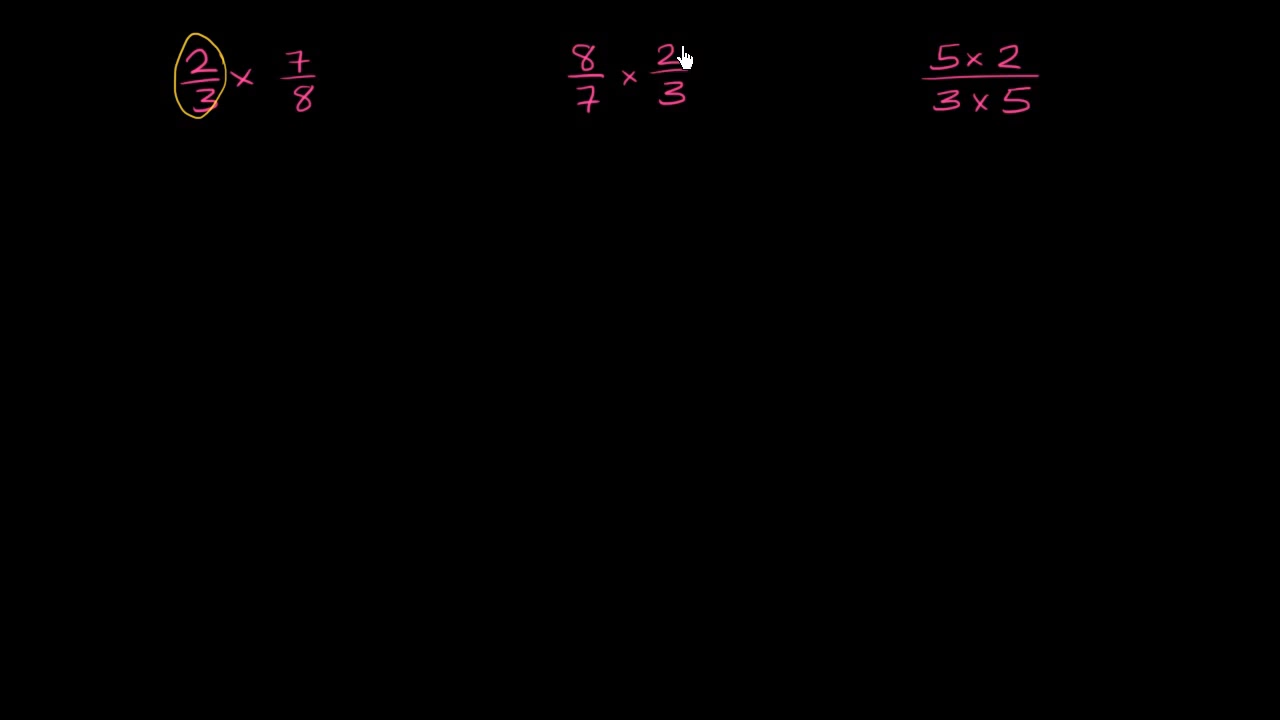 2/3 × 7/8
8/7 × 2/3
5 × 2 / 3 × 5